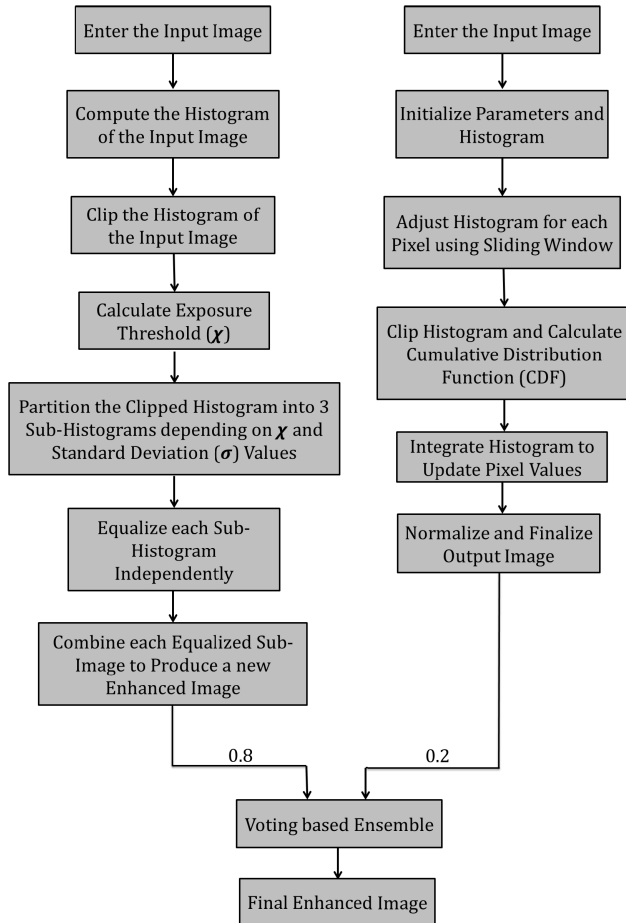 Enter the Input Image
Compute the Histogram
of the Input Image
Clip the Histogram of
the Input Image
Calculate Exposure
Threshold (χ)
Partition the Clipped Histogram into 3
Sub-Histograms depending on χ and
Standard Deviation (σ) Values
Equalize each Sub-
Histogram
Independently
Combine each Equalized Sub-
Image to Produce a new
Enhanced Image
0.8
Enter the Input Image
Initialize Parameters and
Histogram
Adjust Histogram for each
Pixel using Sliding Window
Clip Histogram and Calculate
Cumulative Distribution
Function (CDF)
Integrate Histogram to
Update Pixel Values
Normalize and Finalize
Output Image
0.2
Voting based Ensemble
Final Enhanced Image